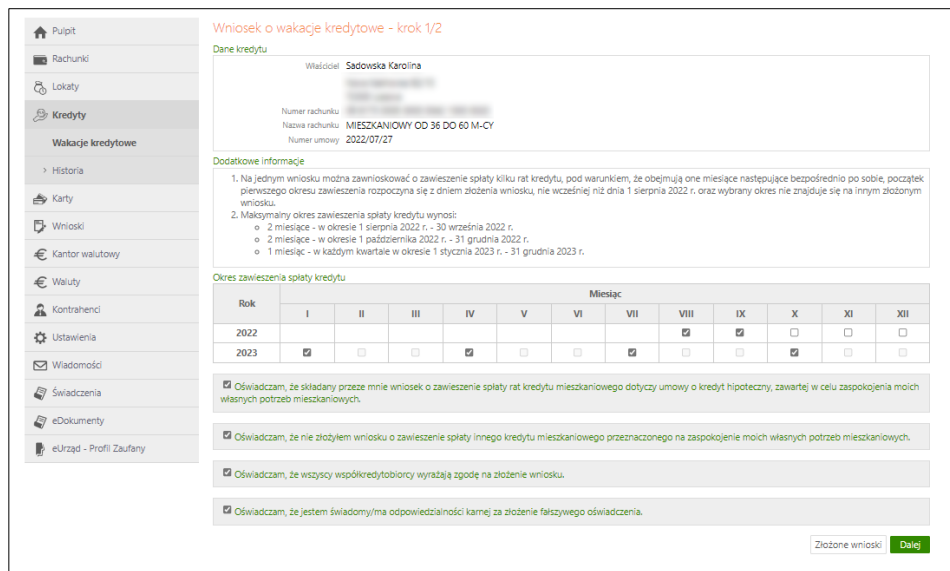 Pulpit
Rachunki
Lokaty
Kredyty
Wakacje kredytowe
> Historia
Karty
Wnioski
Kantor walutowy
Waluty
Kontrahenci
Ustawienia
Wiadomości
Świadczenia
eDokumenty
eUrząd - Profil Zaufany
Wniosek o wakacje kredytowe - krok 1/2
Dane kredytu
Właściciel Sadowska Karolina
Numer rachunku
Nazwa rachunku MIESZKANIOWY OD 36 DO 60 M-CY
Numer umowy 2022/07/27
Dodatkowe informacje
1. Na jednym wniosku można zawnioskować o zawieszenie spłaty kilku rat kredytu, pod warunkiem, że obejmują one miesiące następujące bezpośrednio po sobie, początek
pierwszego okresu zawieszenia rozpoczyna się z dniem złożenia wniosku, nie wcześniej niż dnia 1 sierpnia 2022 r. oraz wybrany okres nie znajduje się na innym złożonym
wniosku.
2. Maksymalny okres zawieszenia spłaty kredytu wynosi:
2 miesiące - w okresie 1 sierpnia 2022 r. - 30 września 2022 r.
2 miesiące - w okresie 1 października 2022 r. - 31 grudnia 2022 r.
1 miesiąc - w każdym kwartale w okresie 1 stycznia 2023 r. - 31 grudnia 2023 r.
Okres zawieszenia spłaty kredytu
Rok Miesiąc
I II III IV V VI VII VIII IX X XI XII
2022
2023
Oświadczam, że składany przeze mnie wniosek o zawieszenie spłaty rat kredytu mieszkaniowego dotyczy umowy o kredyt hipoteczny, zawartej w celu zaspokojenia moich
własnych potrzeb mieszkaniowych.
Oświadczam, że nie złożyłem wniosku o zawieszenie spłaty innego kredytu mieszkaniowego przeznaczonego na zaspokojenie moich własnych potrzeb mieszkaniowych.
Oświadczam, że wszyscy współkredytobiorcy wyrażają zgodę na złożenie wniosku.
Oświadczam, że jestem świadomy/ma odpowiedzialności karnej za złożenie fałszywego oświadczenia.
Złożone wnioski Dalej